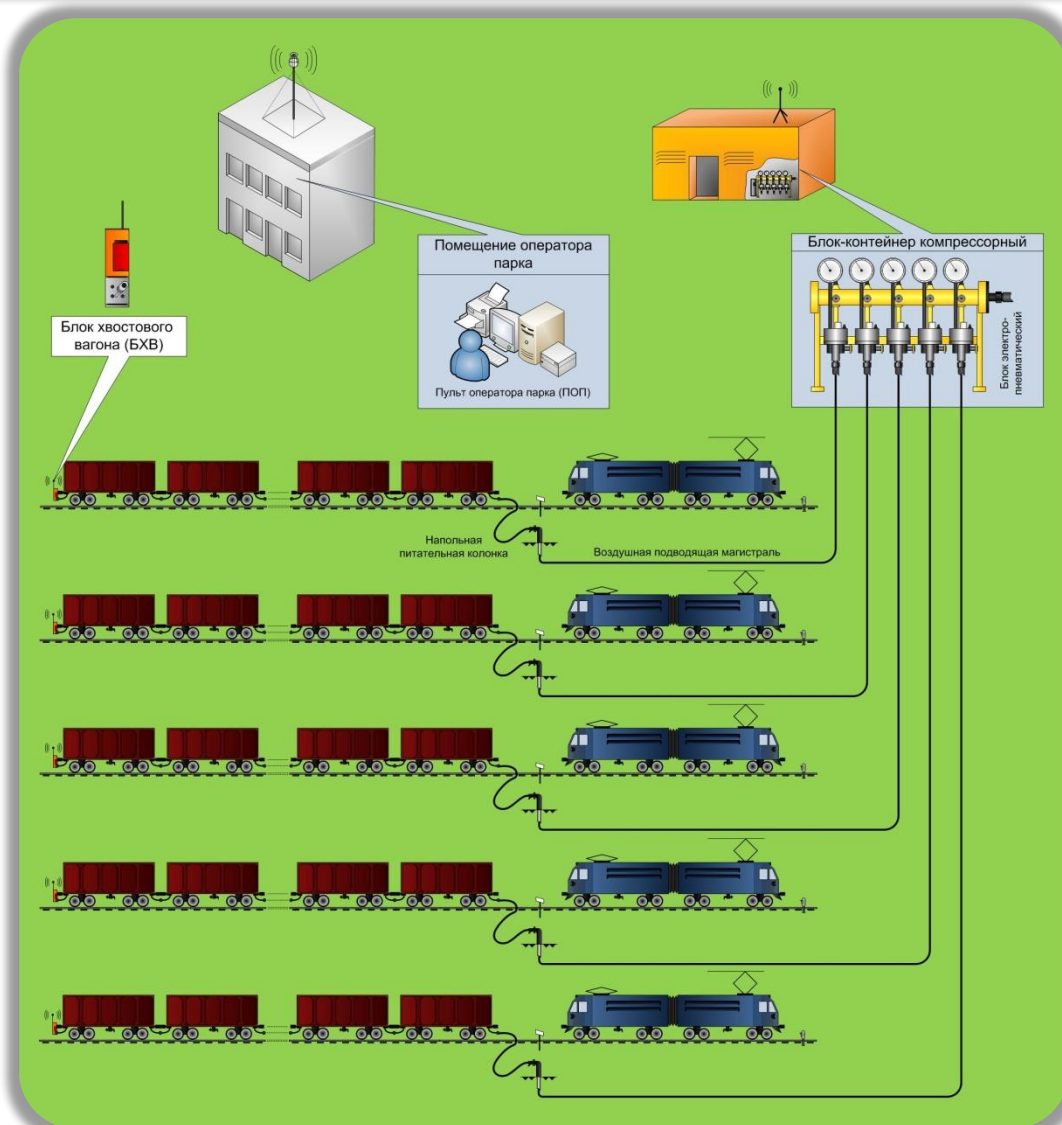 Помещение оператора
парка
Пульт оператора парка (ПОП)
Блок-контейнер компрессорный
Блок электро-
пневматический
Блок хвостового
вагона (БХВ)
Напольная
питательная колонка
Воздушная подводящая магистраль